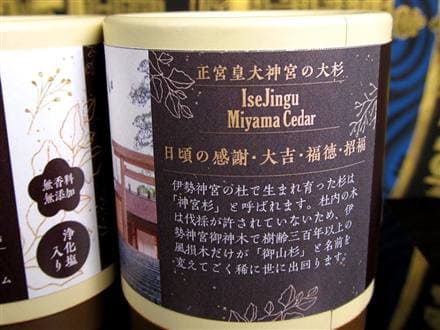 正宮皇大神宮の大杉
IseJingu
Miyama Cedar
日頃の感謝・大吉・福徳・招福
伊勢神宮の杜で生まれ育った杉は
「神宮杉」と呼ばれます。杜内の木
は伐採が許されていないため、伊
勢神宮御神木で樹齢三百年以上の
風損木だけが「御山杉」と名前を
変えてごく稀に世に出回ります。
無香料
無添加
浄化塩
入り